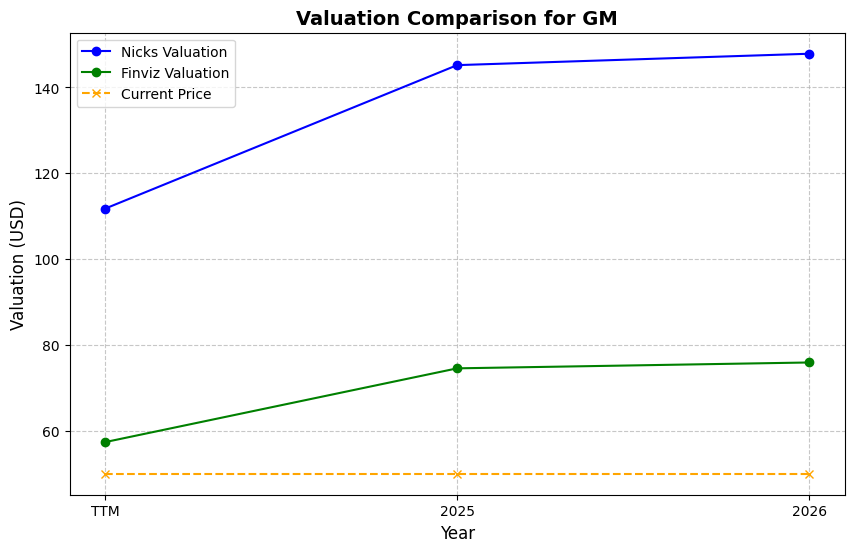 Valuation Comparison for GM
Nicks Valuation
Finviz Valuation
Current Price
Valuation (USD)
140
120
100
80
60
TTM
2025
2026
Year